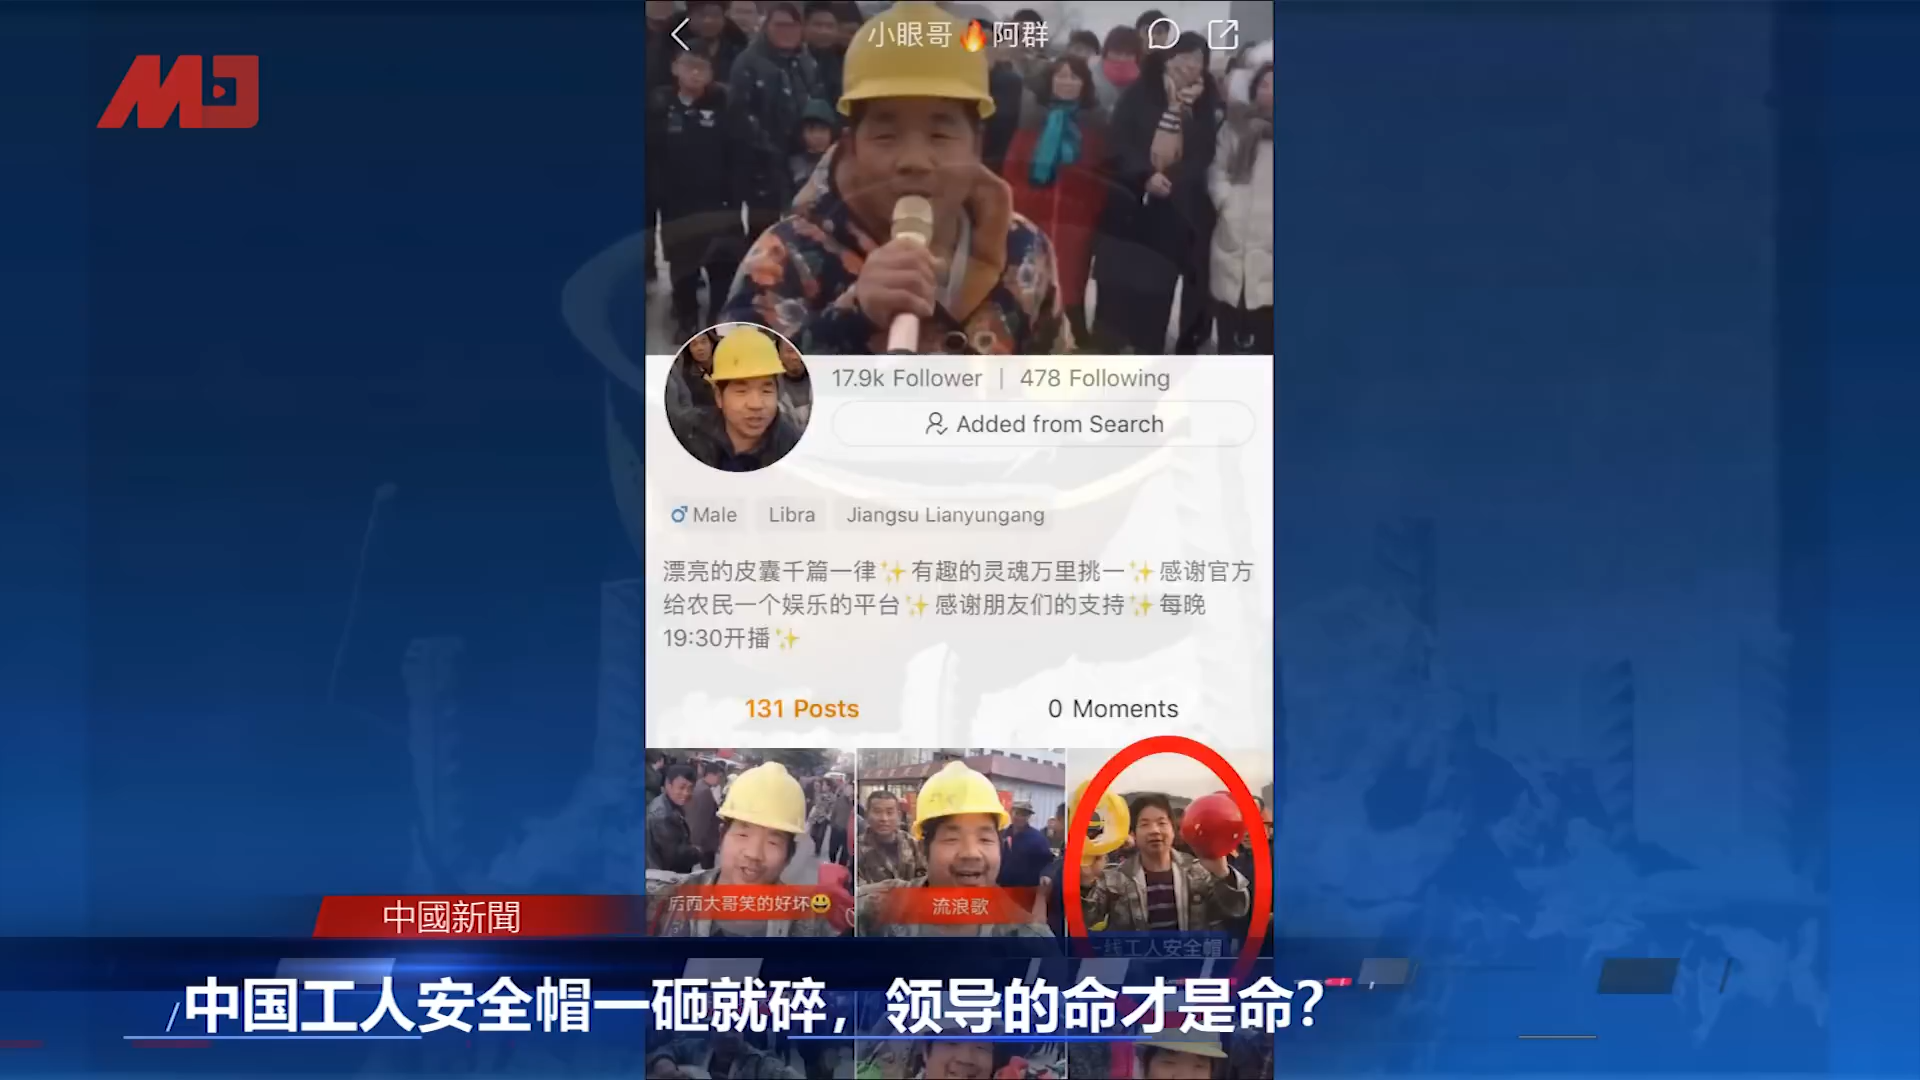 小眼哥🔥阿群
17.9k Follower | 478 Following
Added from Search
♂ Male
Libra
Jiangsu Lianyungang
漂亮的皮囊千篇一律✨有趣的灵魂万里挑一✨感谢官方
给农民一个娱乐的平台✨感谢朋友们的支持✨每晚
19:30开播✨
131 Posts
0 Moments
后面大哥笑的好坏😃
流浪歌
一线工人安全帽
中國新聞
中国工人安全帽一砸就碎，领导的命才是命？